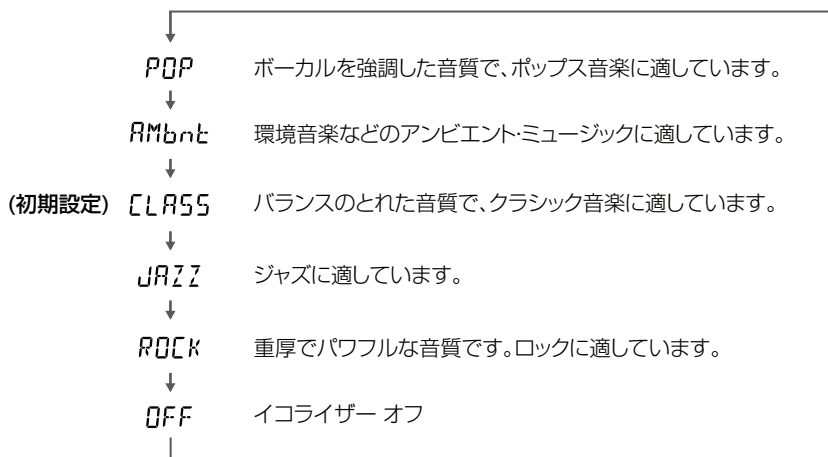 POP ボーカルを強調した音質で、ポップス音楽に適しています。
AMbnt 環境音楽などのアンビエント・ミュージックに適しています。
(初期設定) CLASS バランスのとれた音質で、クラシック音楽に適しています。
JAZZ ジャズに適しています。
ROCK 重厚でパワフルな音質です。ロックに適しています。
OFF イコライザー オフ